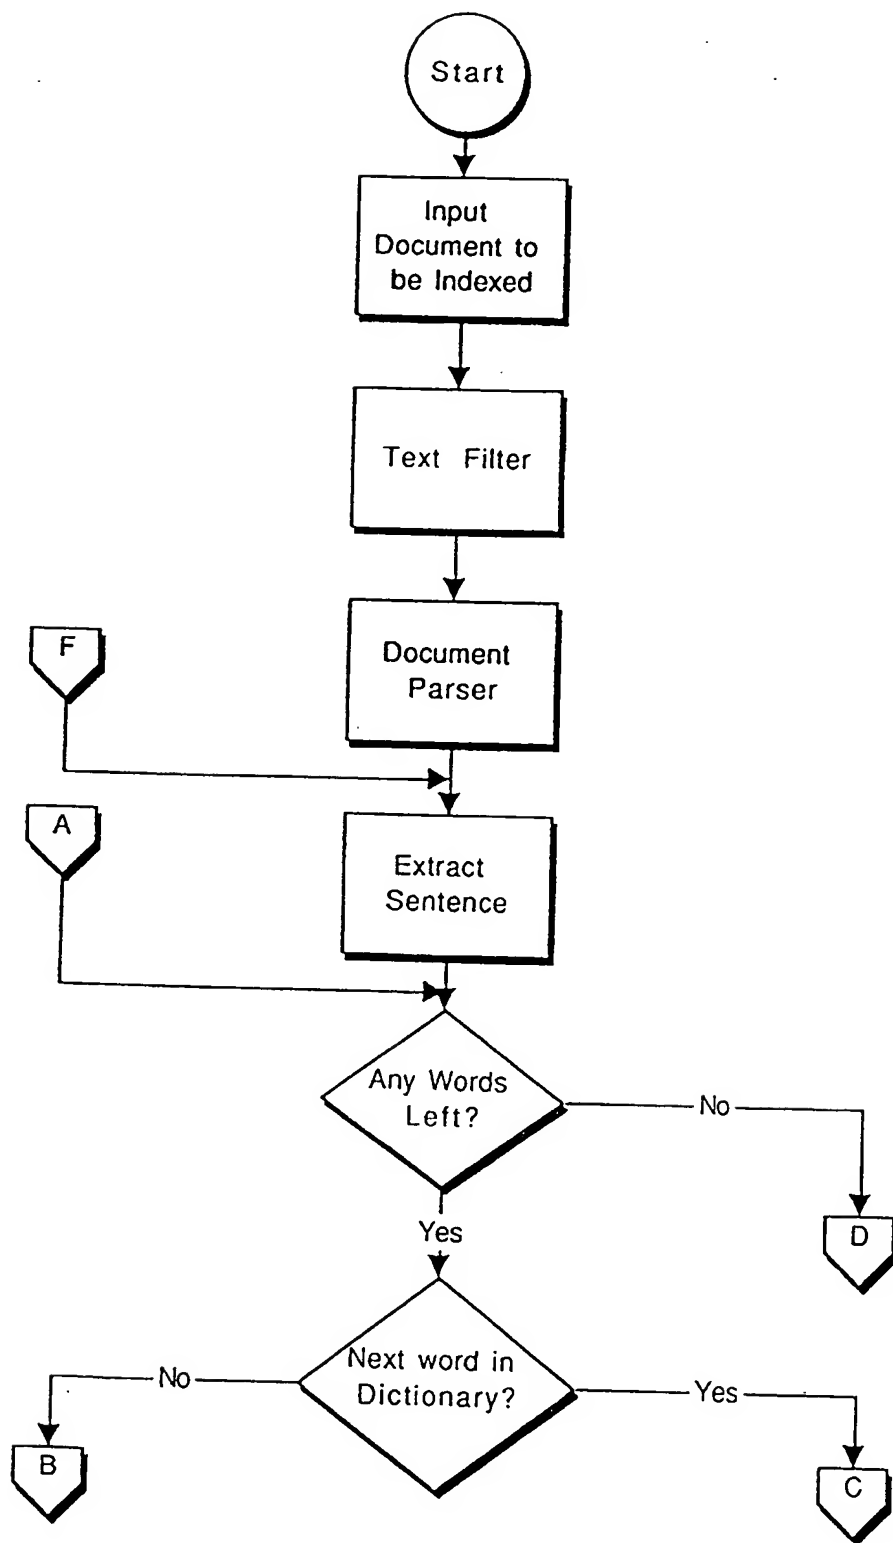 Start
Input
Document to
be Indexed
Text Filter
Document
Parser
F
A
Extract
Sentence
Any Words
Left?
No
D
Yes
Next word in
Dictionary?
No
Yes
B
C